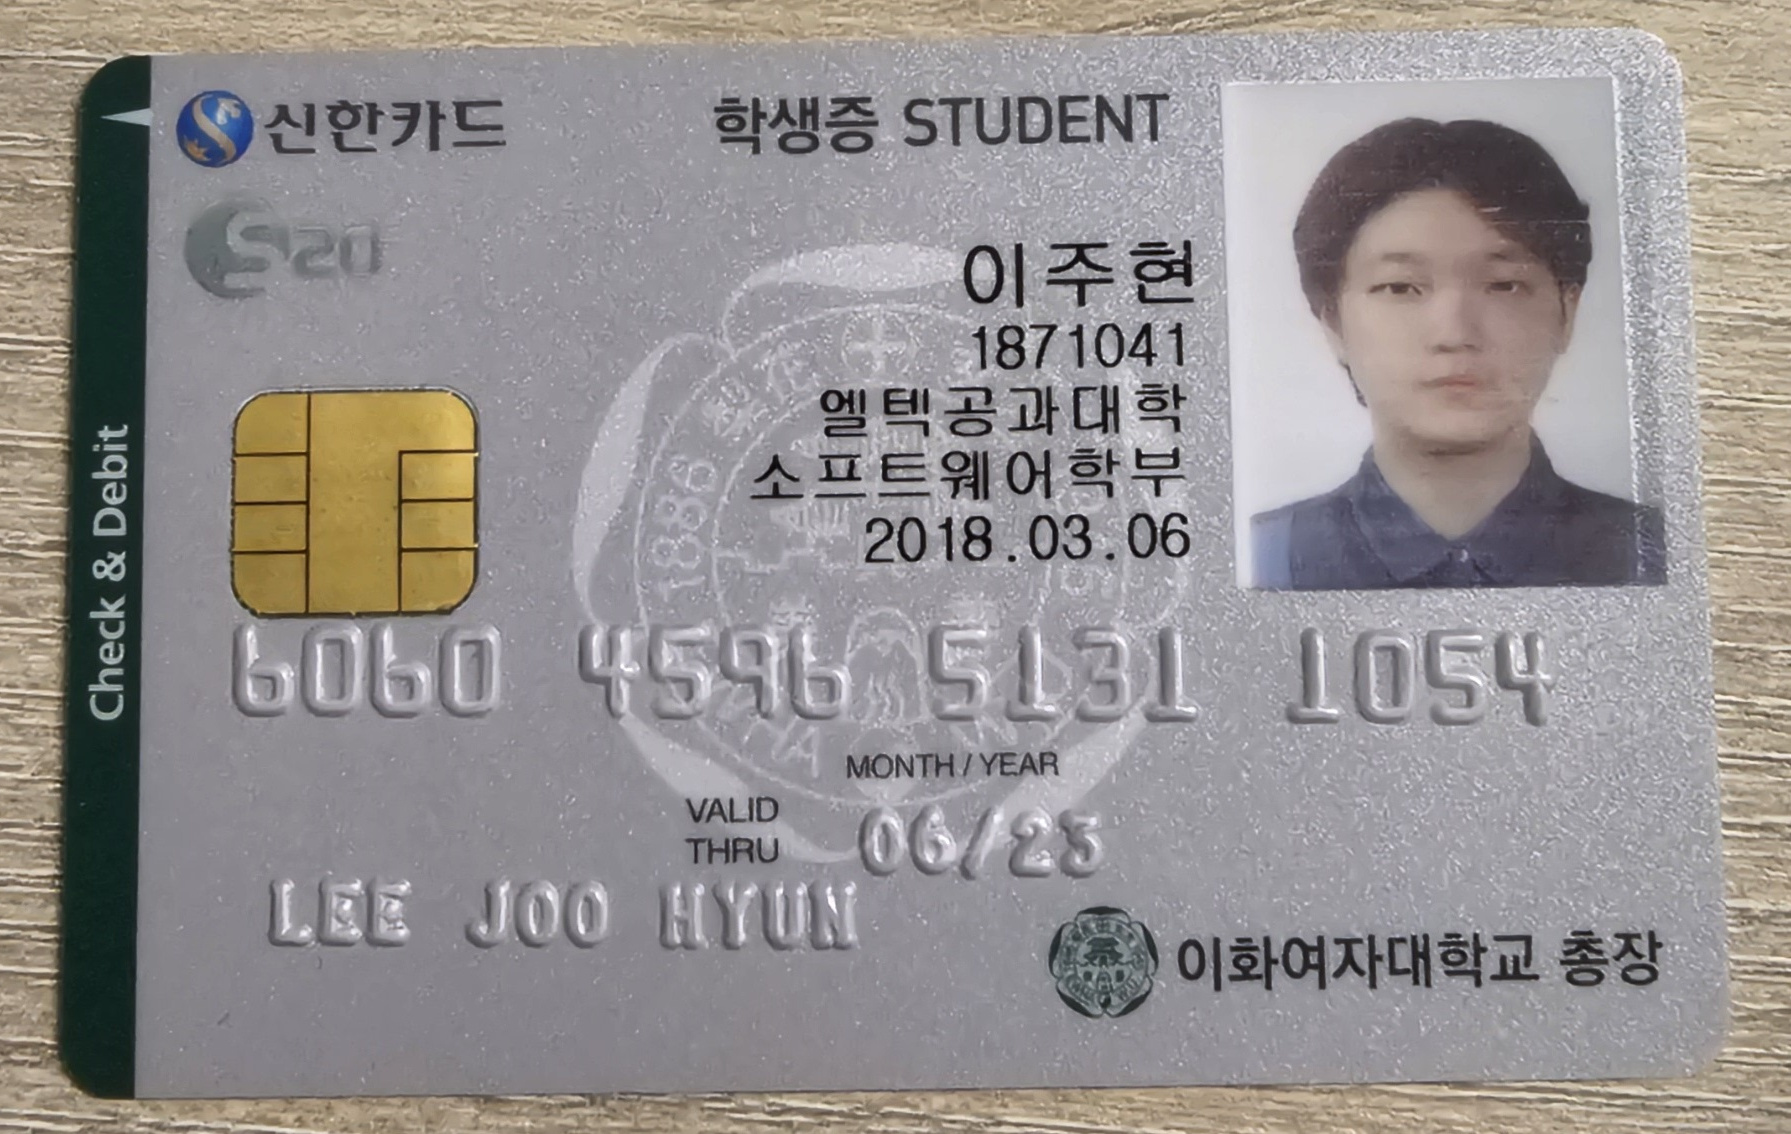 신한카드
학생증 STUDENT
S20
이주현
1871041
엘텍공과대학
소프트웨어학부
2018.03.06
Check & Debit
6060 4596 5131 1054
MONTH / YEAR
VALID
THRU
LEE JOO HYUN
이화여자대학교 총장
1886